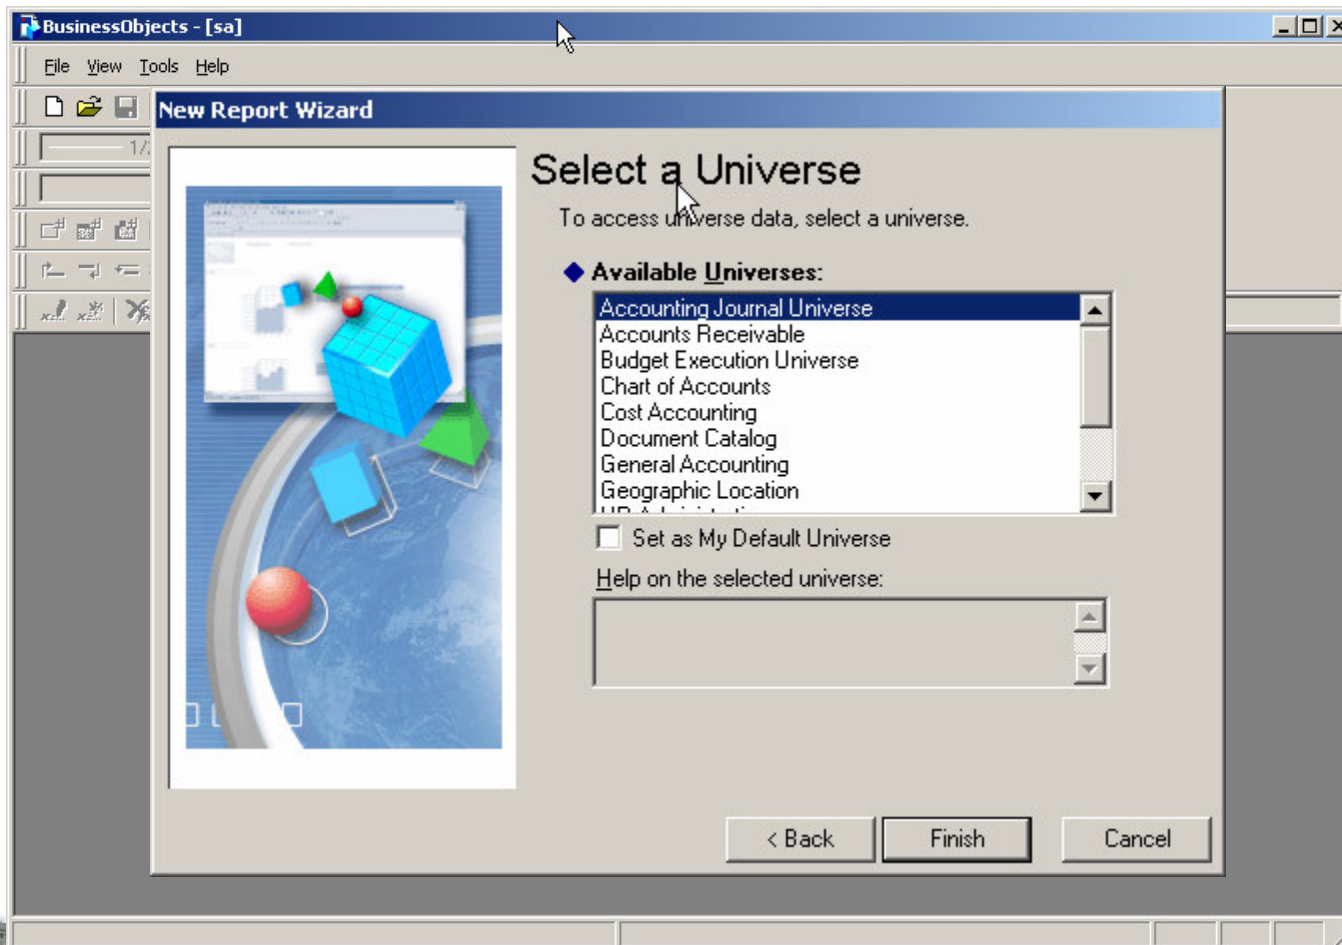 BusinessObjects - [sa]
File View Tools Help
New Report Wizard
1/
Select a Universe
To access universe data, select a universe.
Available Universes:
Accounting Journal Universe
Accounts Receivable
Budget Execution Universe
Chart of Accounts
Cost Accounting
Document Catalog
General Accounting
Geographic Location
Set as My Default Universe
Help on the selected universe:
< Back Finish Cancel